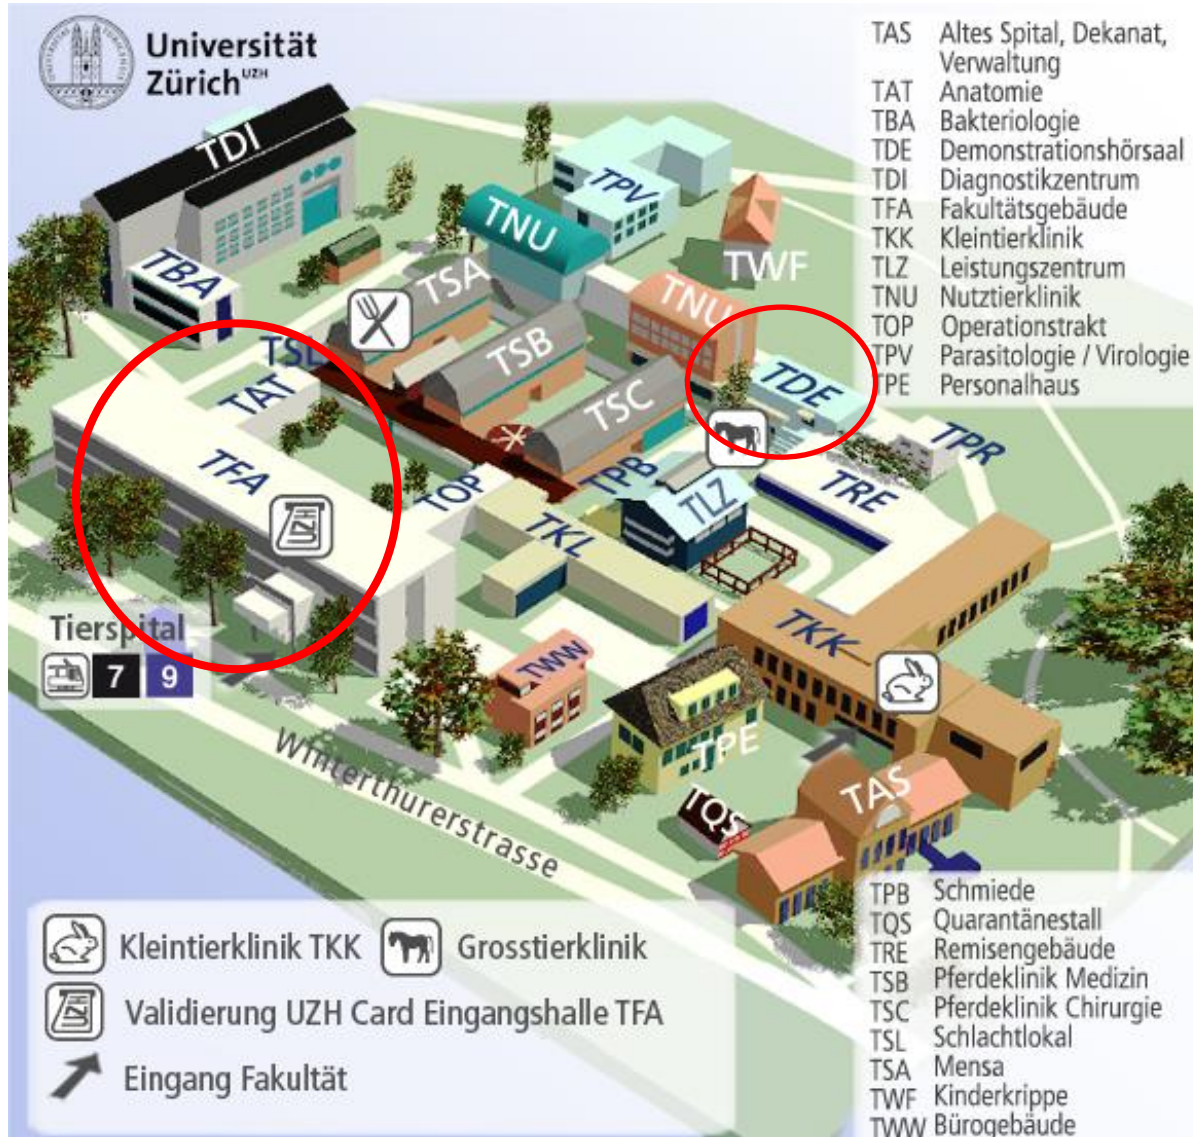 Universität
Zürich UZH
TAS Altes Spital, Dekanat,
Verwaltung
TAT Anatomie
TBA Bakteriologie
TDE Demonstrationshörsaal
TDI Diagnostikzentrum
TFA Fakultätsgebäude
TKK Kleintierklinik
TLZ Leistungszentrum
TNU Nutztierklinik
TOP Operationstrakt
TPV Parasitologie / Virologie
TPE Personalhaus
TDI
TPV
TNU
TWF
TBA
TSA
TNU
TSB
TSL
TAT
TSC
TDE
TFA
TOP
TPB
TPR
TRE
TLZ
TKL
TKK
Tierspital
7 9
TWW
TPE
TAS
TQS
Winterthurerstrasse
Kleintierklinik TKK Grosstierklinik
Validierung UZH Card Eingangshalle TFA
Eingang Fakultät
TPB Schmiede
TQS Quarantänestall
TRE Remisengebäude
TSB Pferdeklinik Medizin
TSC Pferdeklinik Chirurgie
TSL Schlachtlokal
TSA Mensa
TWF Kinderkrippe
TWW Bürogebäude